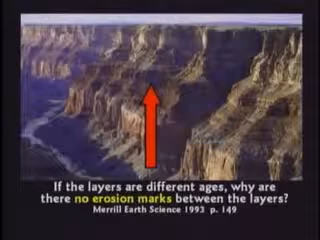 If the layers are different ages, why are
there no erosion marks between the layers?
Merrill Earth Science 1993 p. 149